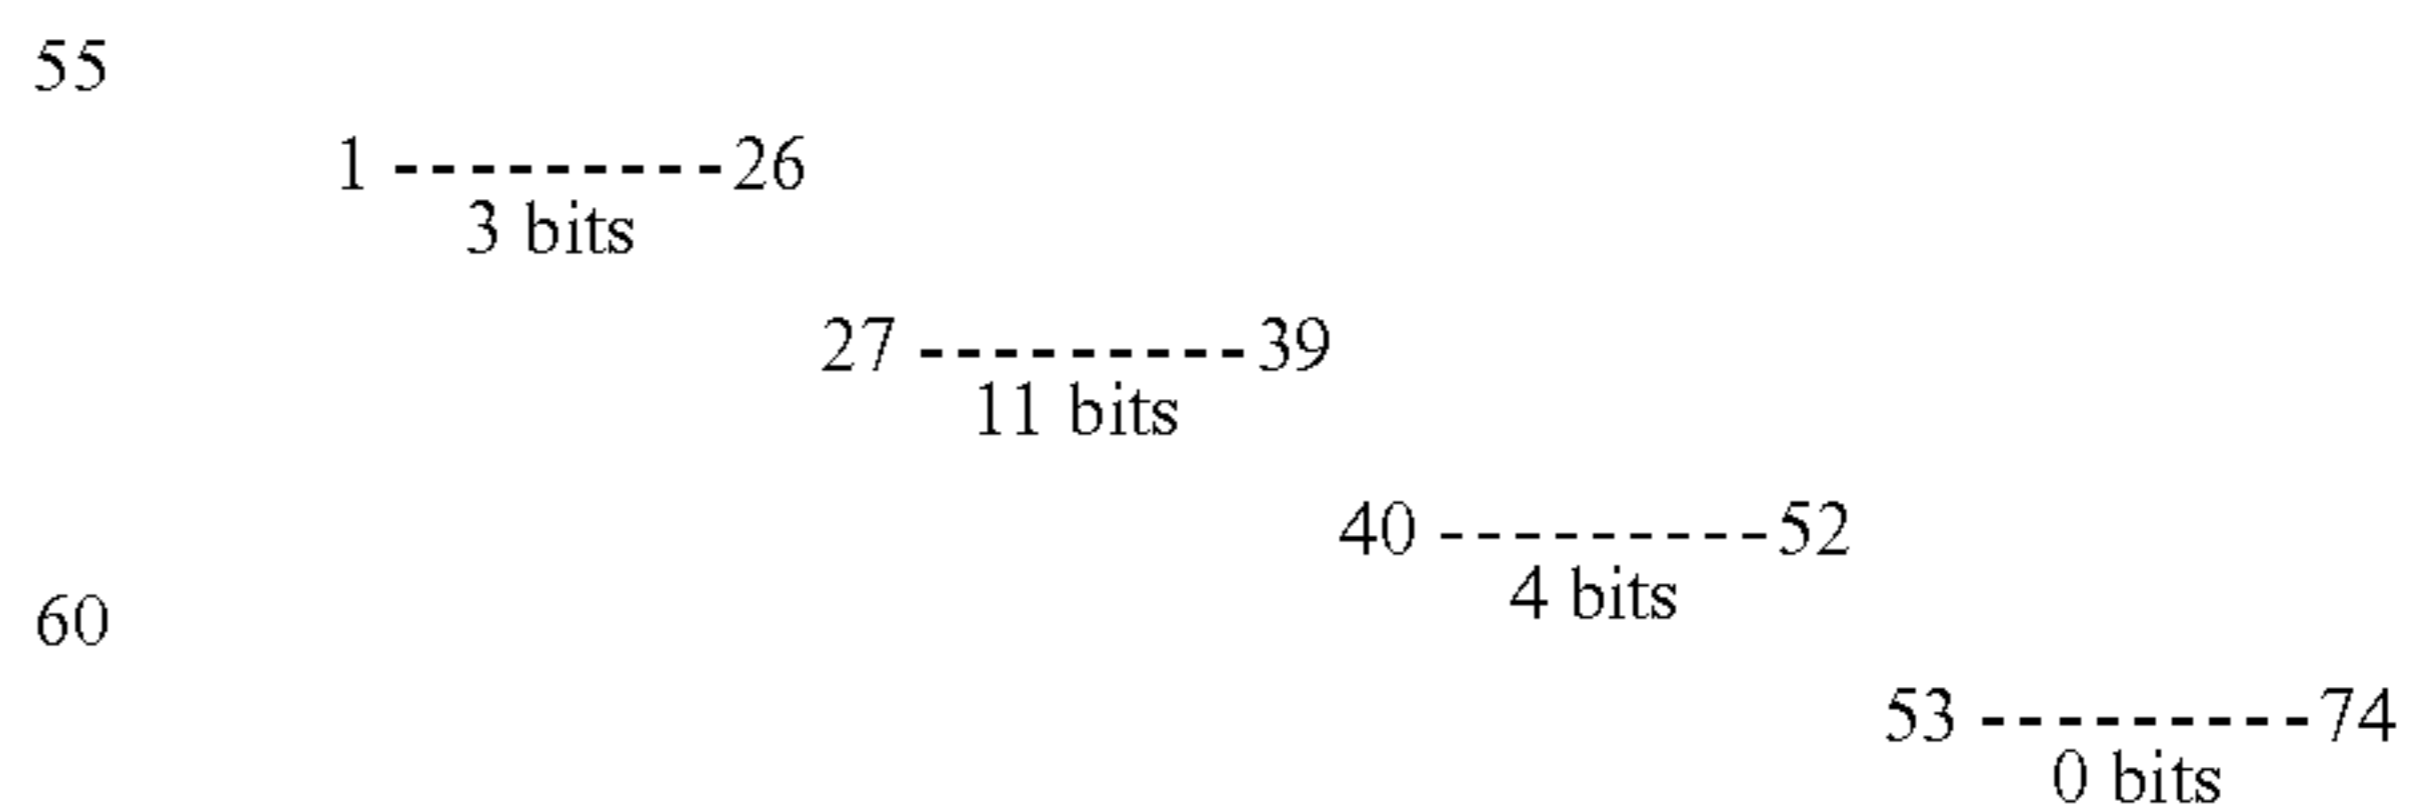 55
1 ---------26
3 bits
27 ---------39
11 bits
40 ---------52
4 bits
60
53 ---------74
0 bits